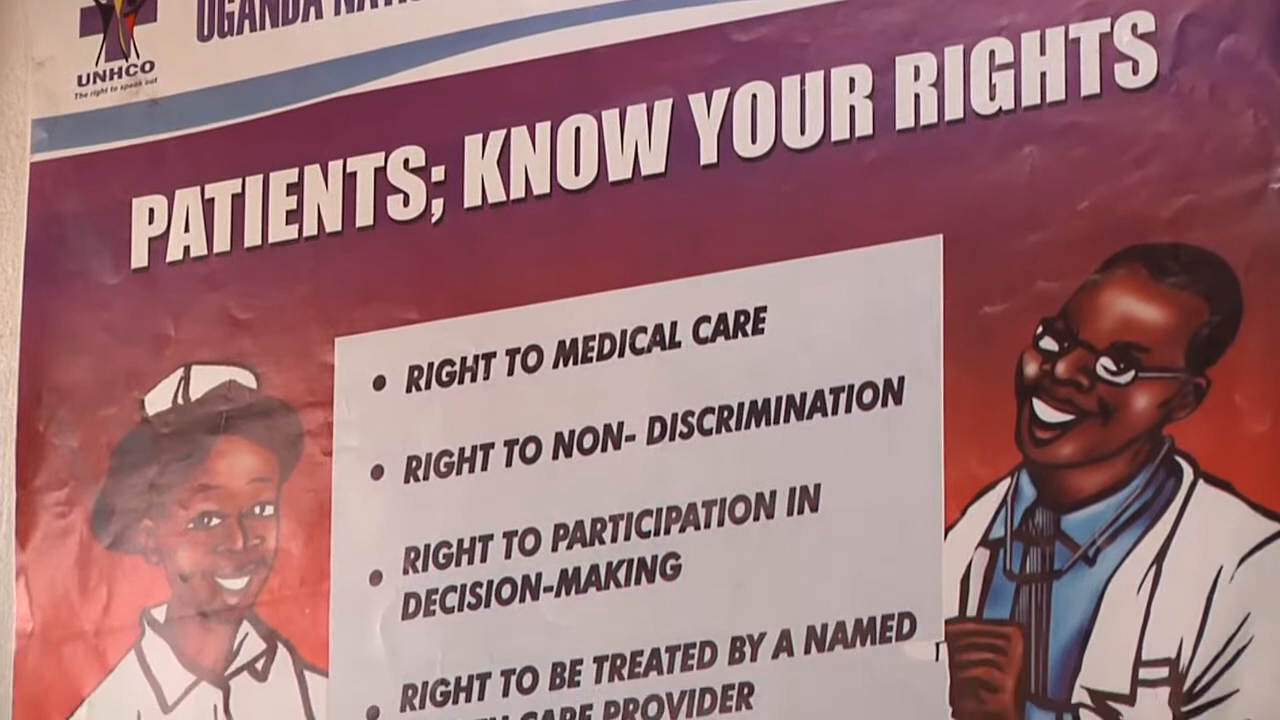 UGANDA
UNHCO
The right to speak out
PATIENTS; KNOW YOUR RIGHTS
• RIGHT TO MEDICAL CARE
• RIGHT TO NON- DISCRIMINATION
• RIGHT TO PARTICIPATION IN
DECISION-MAKING
• RIGHT TO BE TREATED BY A NAMED
CARE PROVIDER